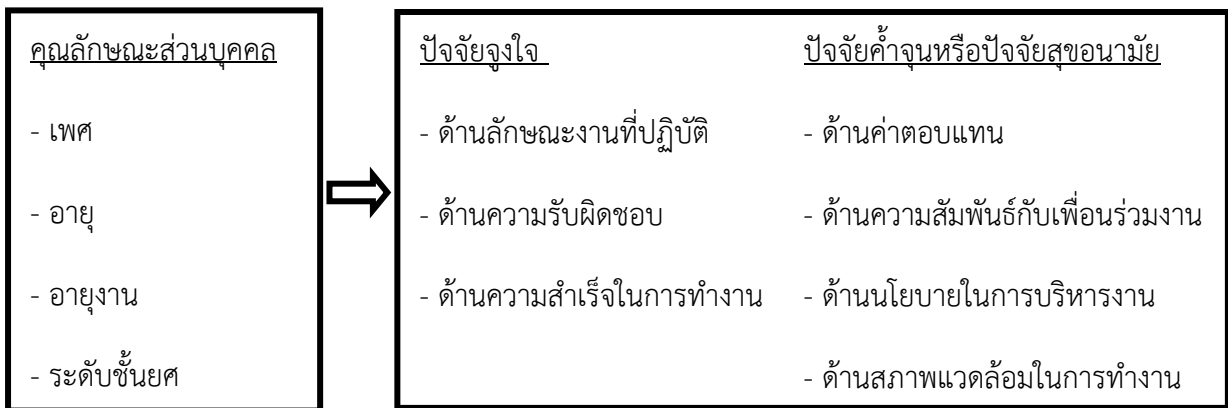 คุณลักษณะส่วนบุคคล
- เพศ
- อายุ
- อายุงาน
- ระดับชั้นยศ
ปัจจัยจูงใจ
- ด้านลักษณะงานที่ปฏิบัติ
- ด้านความรับผิดชอบ
- ด้านความสำเร็จในการทำงาน
ปัจจัยค้ำจุนหรือปัจจัยสุขอนามัย
- ด้านค่าตอบแทน
- ด้านความสัมพันธ์กับเพื่อนร่วมงาน
- ด้านนโยบายในการบริหารงาน
- ด้านสภาพแวดล้อมในการทำงาน